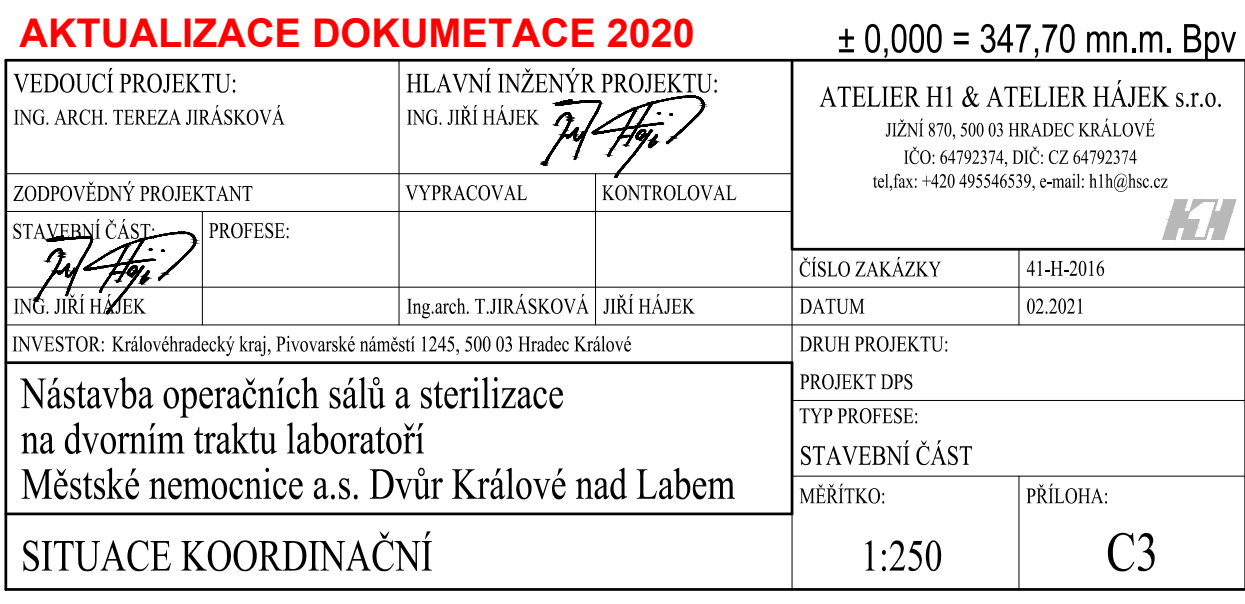 AKTUALIZACE DOKUMETACE 2020
± 0,000 = 347,70 mn.m. Bpv
VEDOUCÍ PROJEKTU:
ING. ARCH. TEREZA JIRÁSKOVÁ
HLAVNÍ INŽENÝR PROJEKTU:
ING. JIŘÍ HÁJEK
ATELIER H1 & ATELIER HÁJEK s.r.o.
JIŽNÍ 870, 500 03 HRADEC KRÁLOVÉ
IČO: 64792374, DIČ: CZ 64792374
tel,fax: +420 495546539, e-mail: h1h@hsc.cz
H1H
ZODPOVĚDNÝ PROJEKTANT
VYPRACOVAL
KONTROLOVAL
STAVEBNÍ ČÁST:
PROFESE:
ING. JIŘÍ HÁJEK
Ing.arch. T.JIRÁSKOVÁ
JIŘÍ HÁJEK
ČÍSLO ZAKÁZKY
41-H-2016
DATUM
02.2021
INVESTOR: Královéhradecký kraj, Pivovarské náměstí 1245, 500 03 Hradec Králové
DRUH PROJEKTU:
PROJEKT DPS
Nástavba operačních sálů a sterilizace
na dvorním traktu laboratoří
Městské nemocnice a.s. Dvůr Králové nad Labem
TYP PROFESE:
STAVEBNÍ ČÁST
SITUACE KOORDINAČNÍ
MĚŘÍTKO:
1:250
PŘÍLOHA:
C3